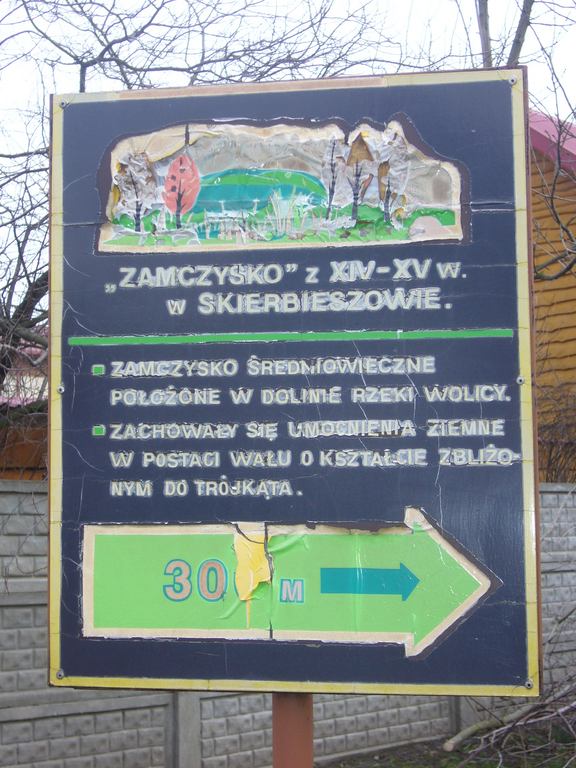 „ZAMCZYSKO” Z XIV-XV W.
W SKIERBIESZOWIE.
ZAMCZYSKO ŚREDNIOWIECZNE
POŁOŻONE W DOLINIE RZEKI WOLICY.
ZACHOWAŁY SIĘ UMOCNIENIA ZIEMNE
W POSTACI WAŁU O KSZTAŁCIE ZBLIŻO-
NYM DO TRÓJKĄTA.
300 M